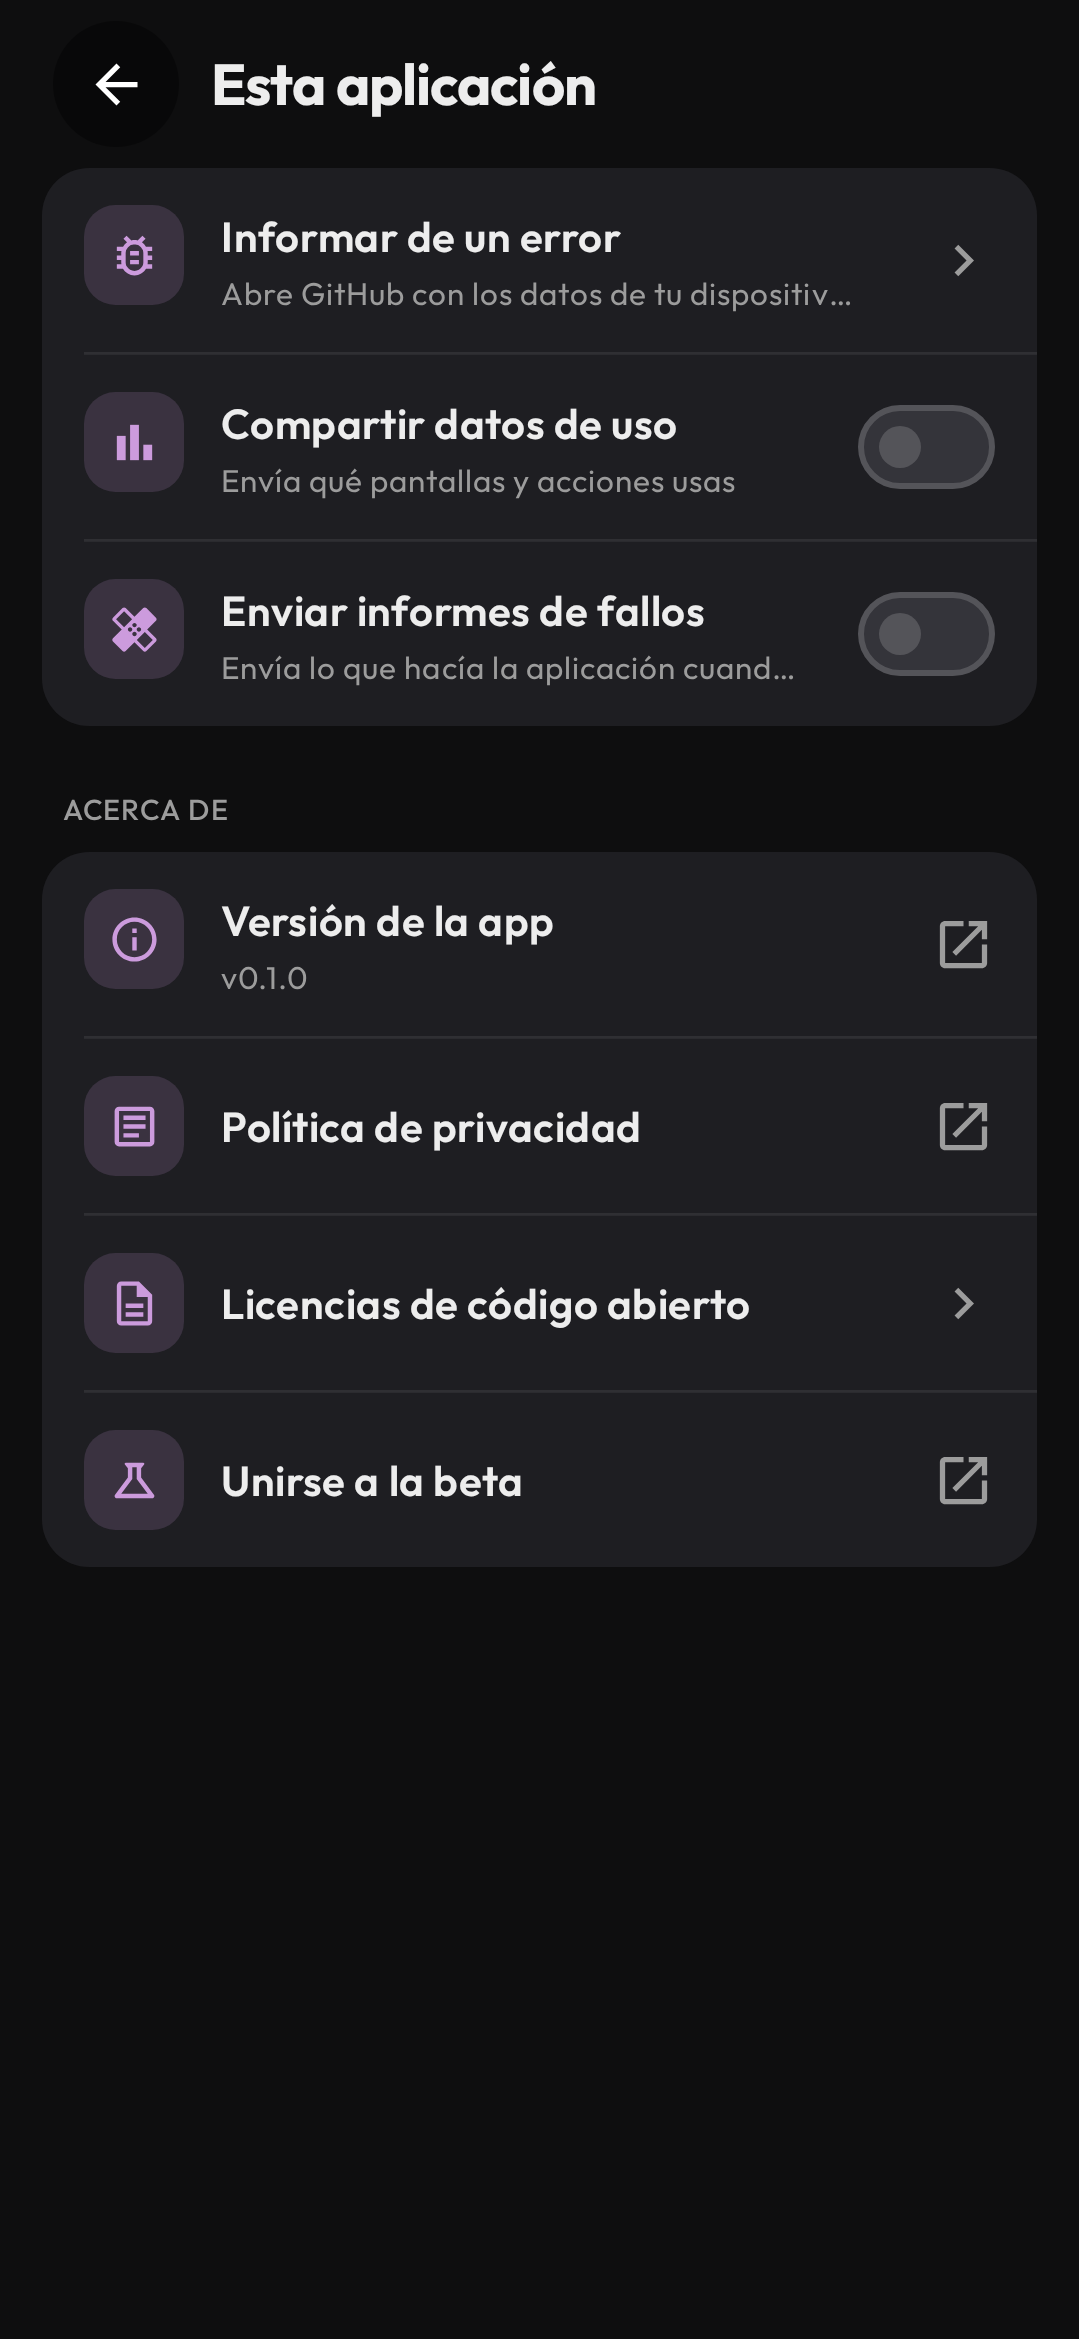 Esta aplicación
Informar de un error
Abre GitHub con los datos de tu dispositiv...
Compartir datos de uso
Envía qué pantallas y acciones usas
Enviar informes de fallos
Envía lo que hacía la aplicación cuand...
ACERCA DE
Versión de la app
v0.1.0
Política de privacidad
Licencias de código abierto
Unirse a la beta